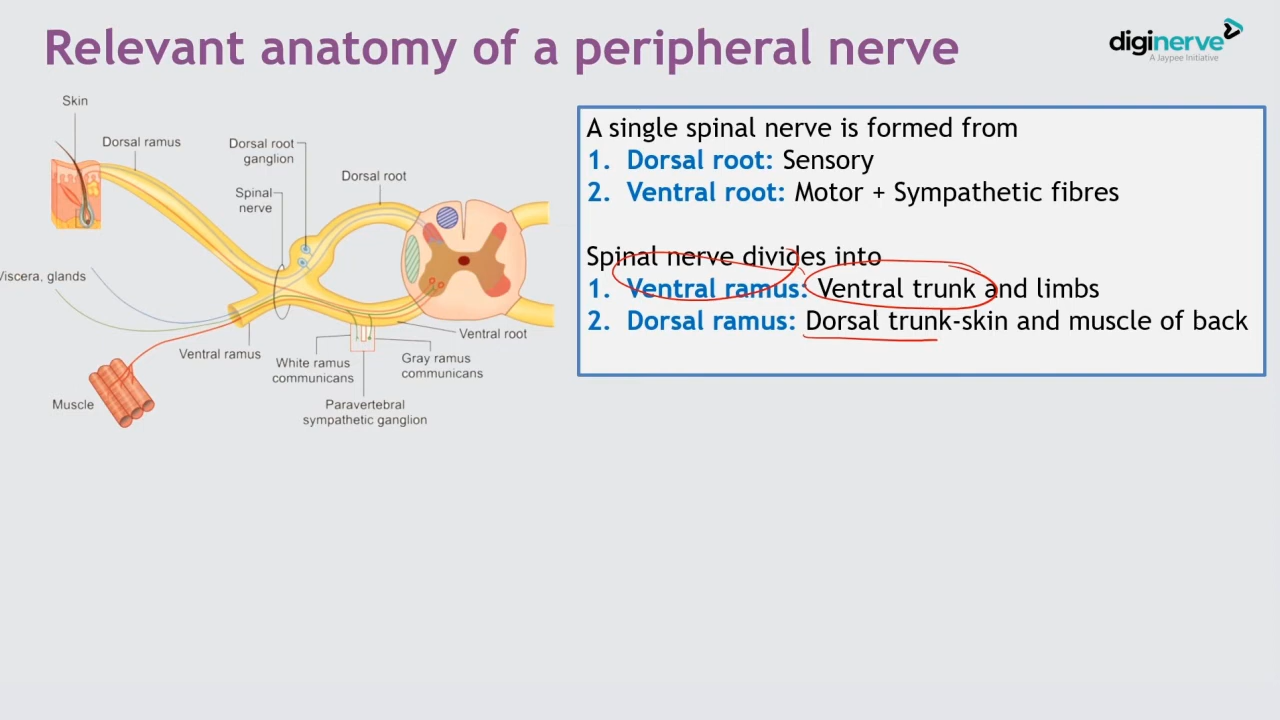 Relevant anatomy of a peripheral nerve
diginerve
A Jaypee Initiative
Skin
Dorsal ramus
Dorsal root
ganglion
Spinal
nerve
Dorsal root
Viscera, glands
Ventral ramus
White ramus
communicans
Gray ramus
communicans
Ventral root
Muscle
Paravertebral
sympathetic ganglion
A single spinal nerve is formed from
1. Dorsal root: Sensory
2. Ventral root: Motor + Sympathetic fibres
Spinal nerve divides into
1. Ventral ramus: Ventral trunk and limbs
2. Dorsal ramus: Dorsal trunk-skin and muscle of back